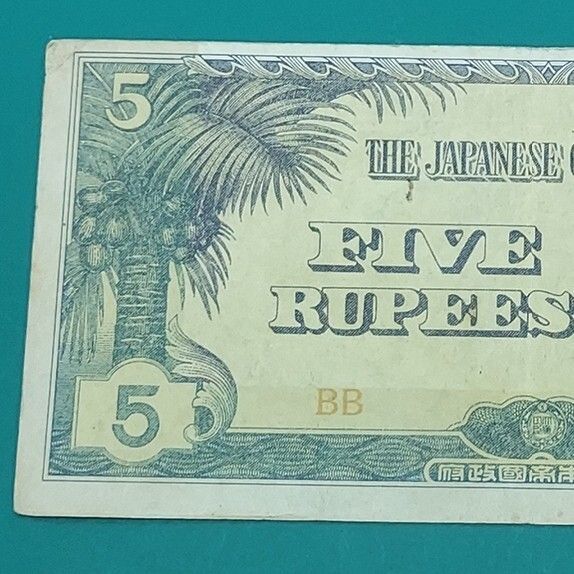 5
THE JAPANESE
FIVE
RUPEES
BB
5
府政國帝